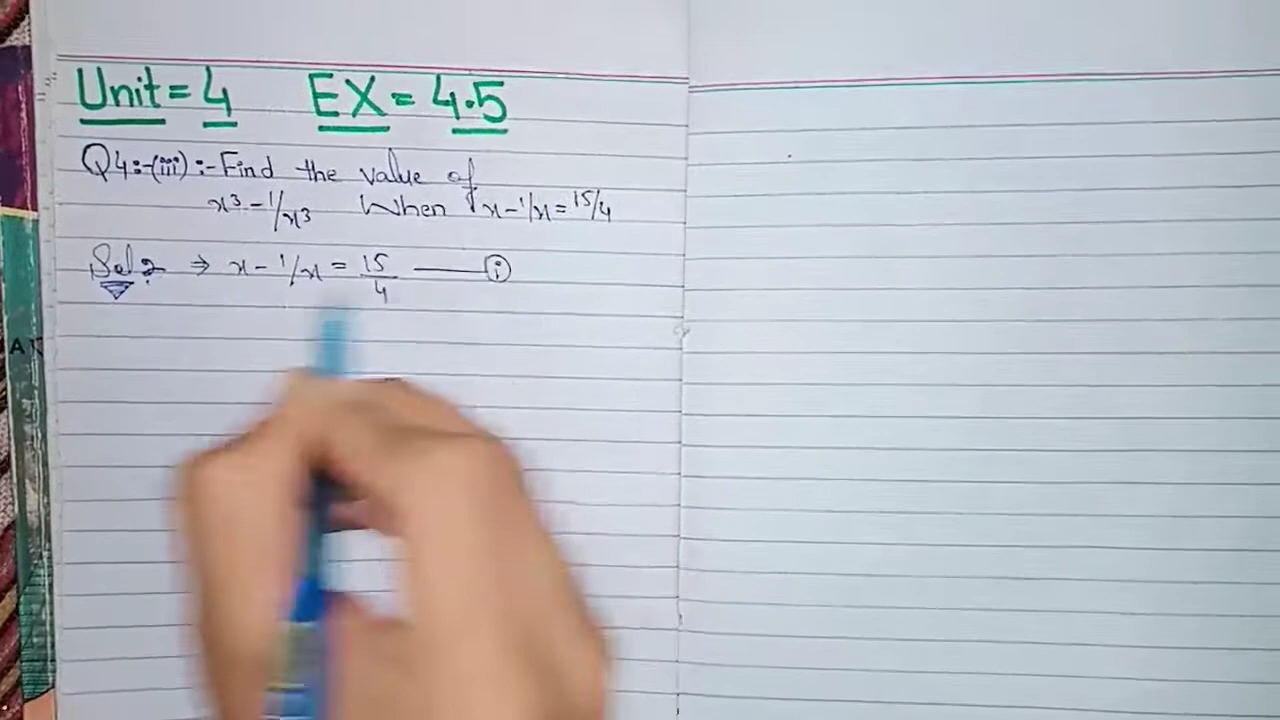 Unit = 4 EX = 4.5
Q4:-(iii):- Find the value of
x³ - 1/x³ When x - 1/x = 15/4
Sol: ⇒ x - 1/x = 15/4 —— (i)